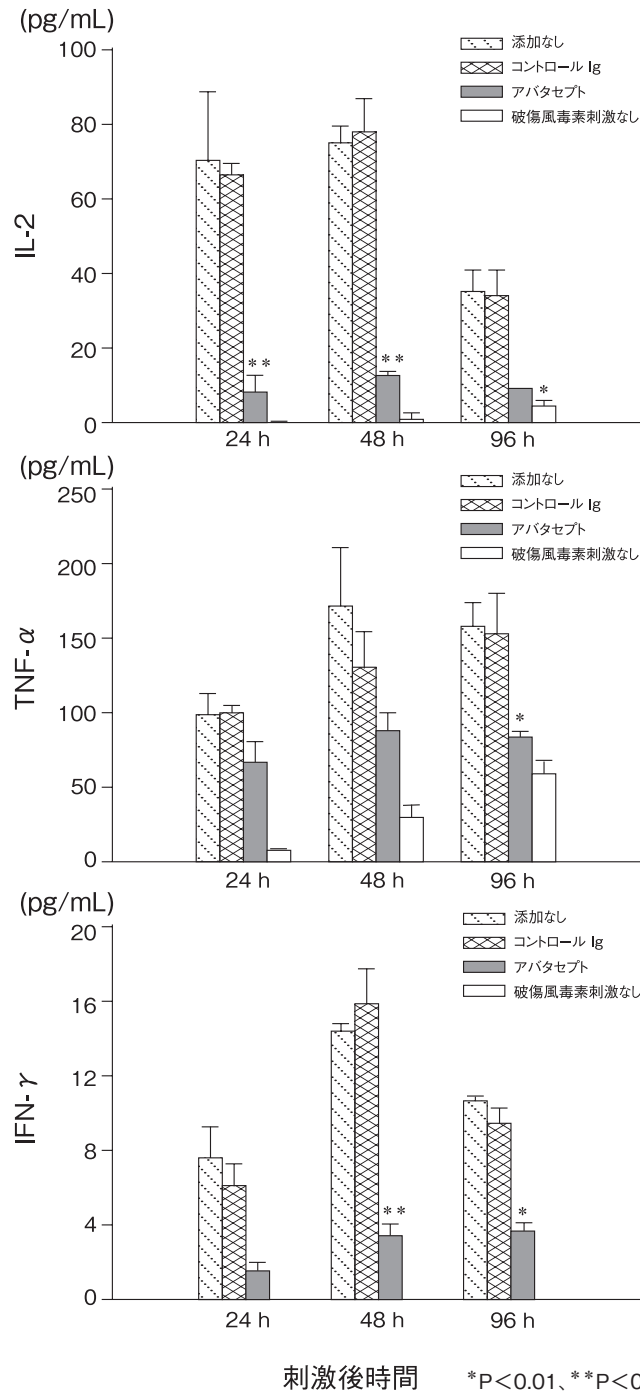 (pg/mL)
100
80
60
40
20
0
IL-2
添加なし
コントロール Ig
アバタセプト
破傷風毒素刺激なし
**
**
*
24 h 48 h 96 h
(pg/mL)
250
200
150
100
50
0
TNF-α
添加なし
コントロール Ig
アバタセプト
破傷風毒素刺激なし
*
24 h 48 h 96 h
(pg/mL)
20
16
12
8
4
0
IFN-γ
添加なし
コントロール Ig
アバタセプト
破傷風毒素刺激なし
**
*
24 h 48 h 96 h
刺激後時間 *P<0.01、**P<0